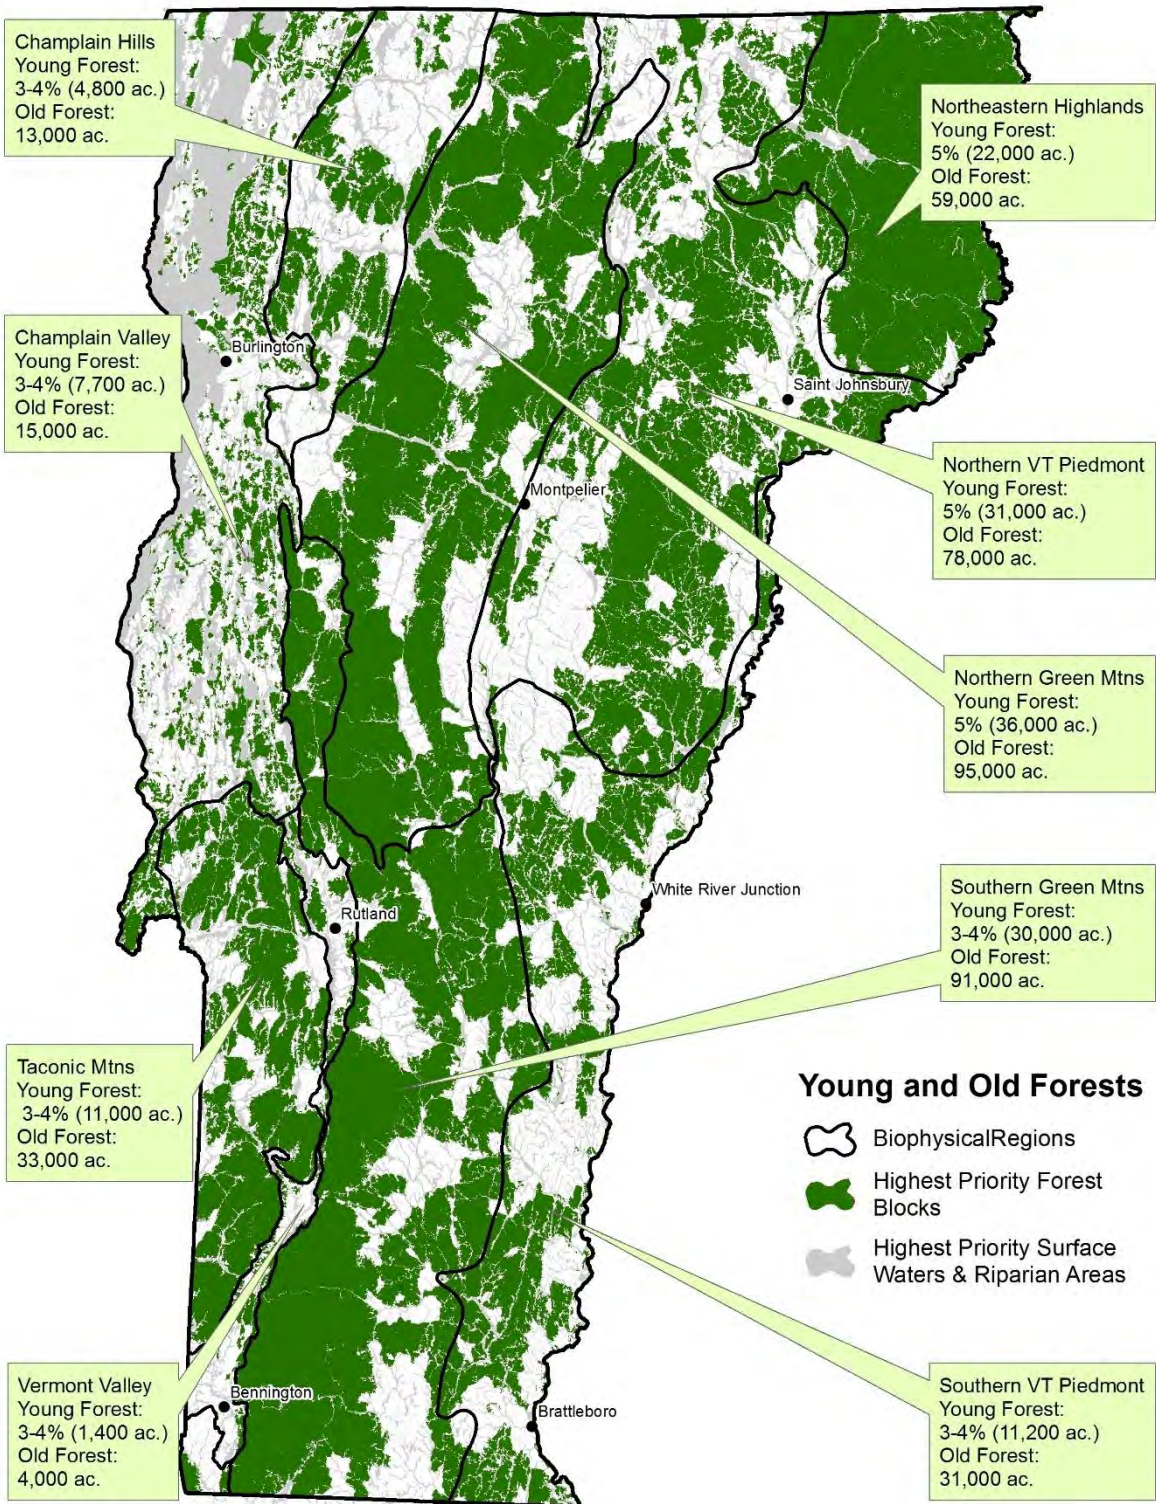 Champlain Hills
Young Forest:
3-4% (4,800 ac.)
Old Forest:
13,000 ac.
Northeastern Highlands
Young Forest:
5% (22,000 ac.)
Old Forest:
59,000 ac.
Champlain Valley
Young Forest:
3-4% (7,700 ac.)
Old Forest:
15,000 ac.
Burlington
Saint Johnsbury
Northern VT Piedmont
Young Forest:
5% (31,000 ac.)
Old Forest:
78,000 ac.
Montpelier
Northern Green Mtns
Young Forest:
5% (36,000 ac.)
Old Forest:
95,000 ac.
White River Junction
Rutland
Southern Green Mtns
Young Forest:
3-4% (30,000 ac.)
Old Forest:
91,000 ac.
Taconic Mtns
Young Forest:
3-4% (11,000 ac.)
Old Forest:
33,000 ac.
Young and Old Forests
BiophysicalRegions
Highest Priority Forest
Blocks
Highest Priority Surface
Waters & Riparian Areas
Vermont Valley
Young Forest:
3-4% (1,400 ac.)
Old Forest:
4,000 ac.
Bennington
Brattleboro
Southern VT Piedmont
Young Forest:
3-4% (11,200 ac.)
Old Forest:
31,000 ac.